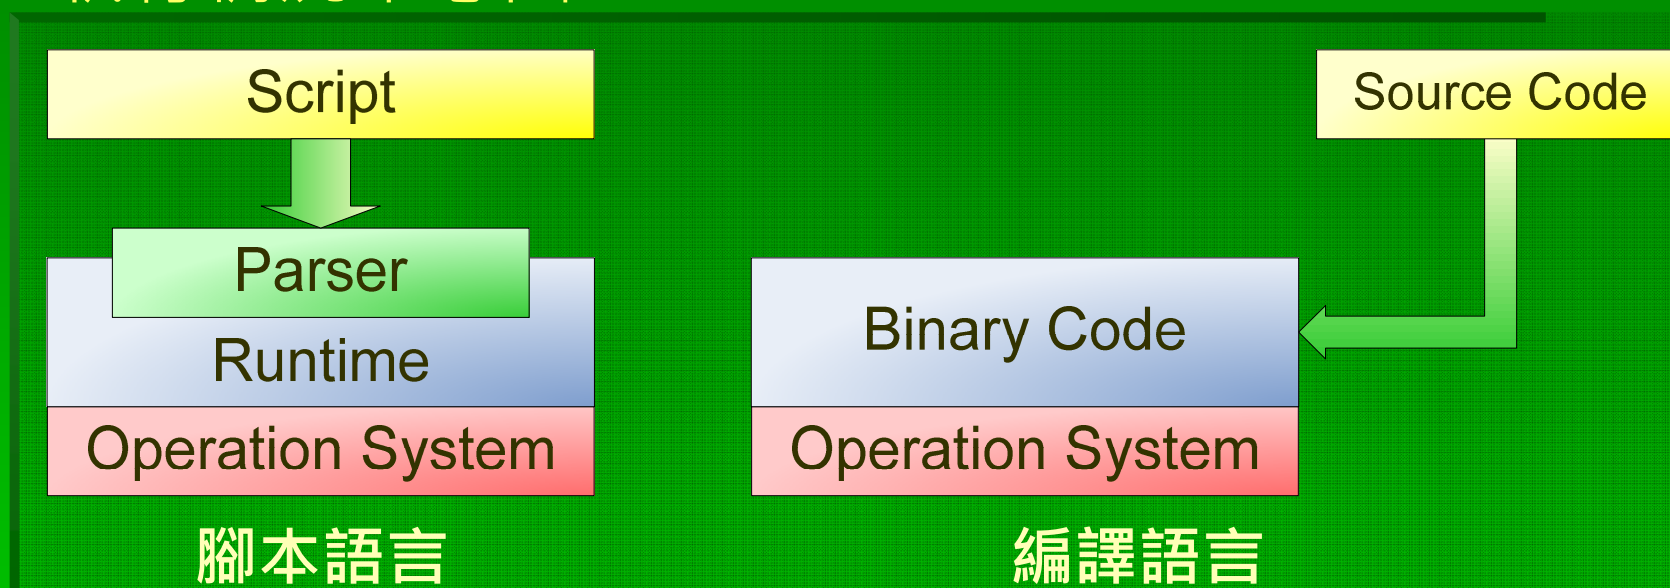 Script
Source Code
Parser
Runtime
Binary Code
Operation System
Operation System
腳本語言
編譯語言